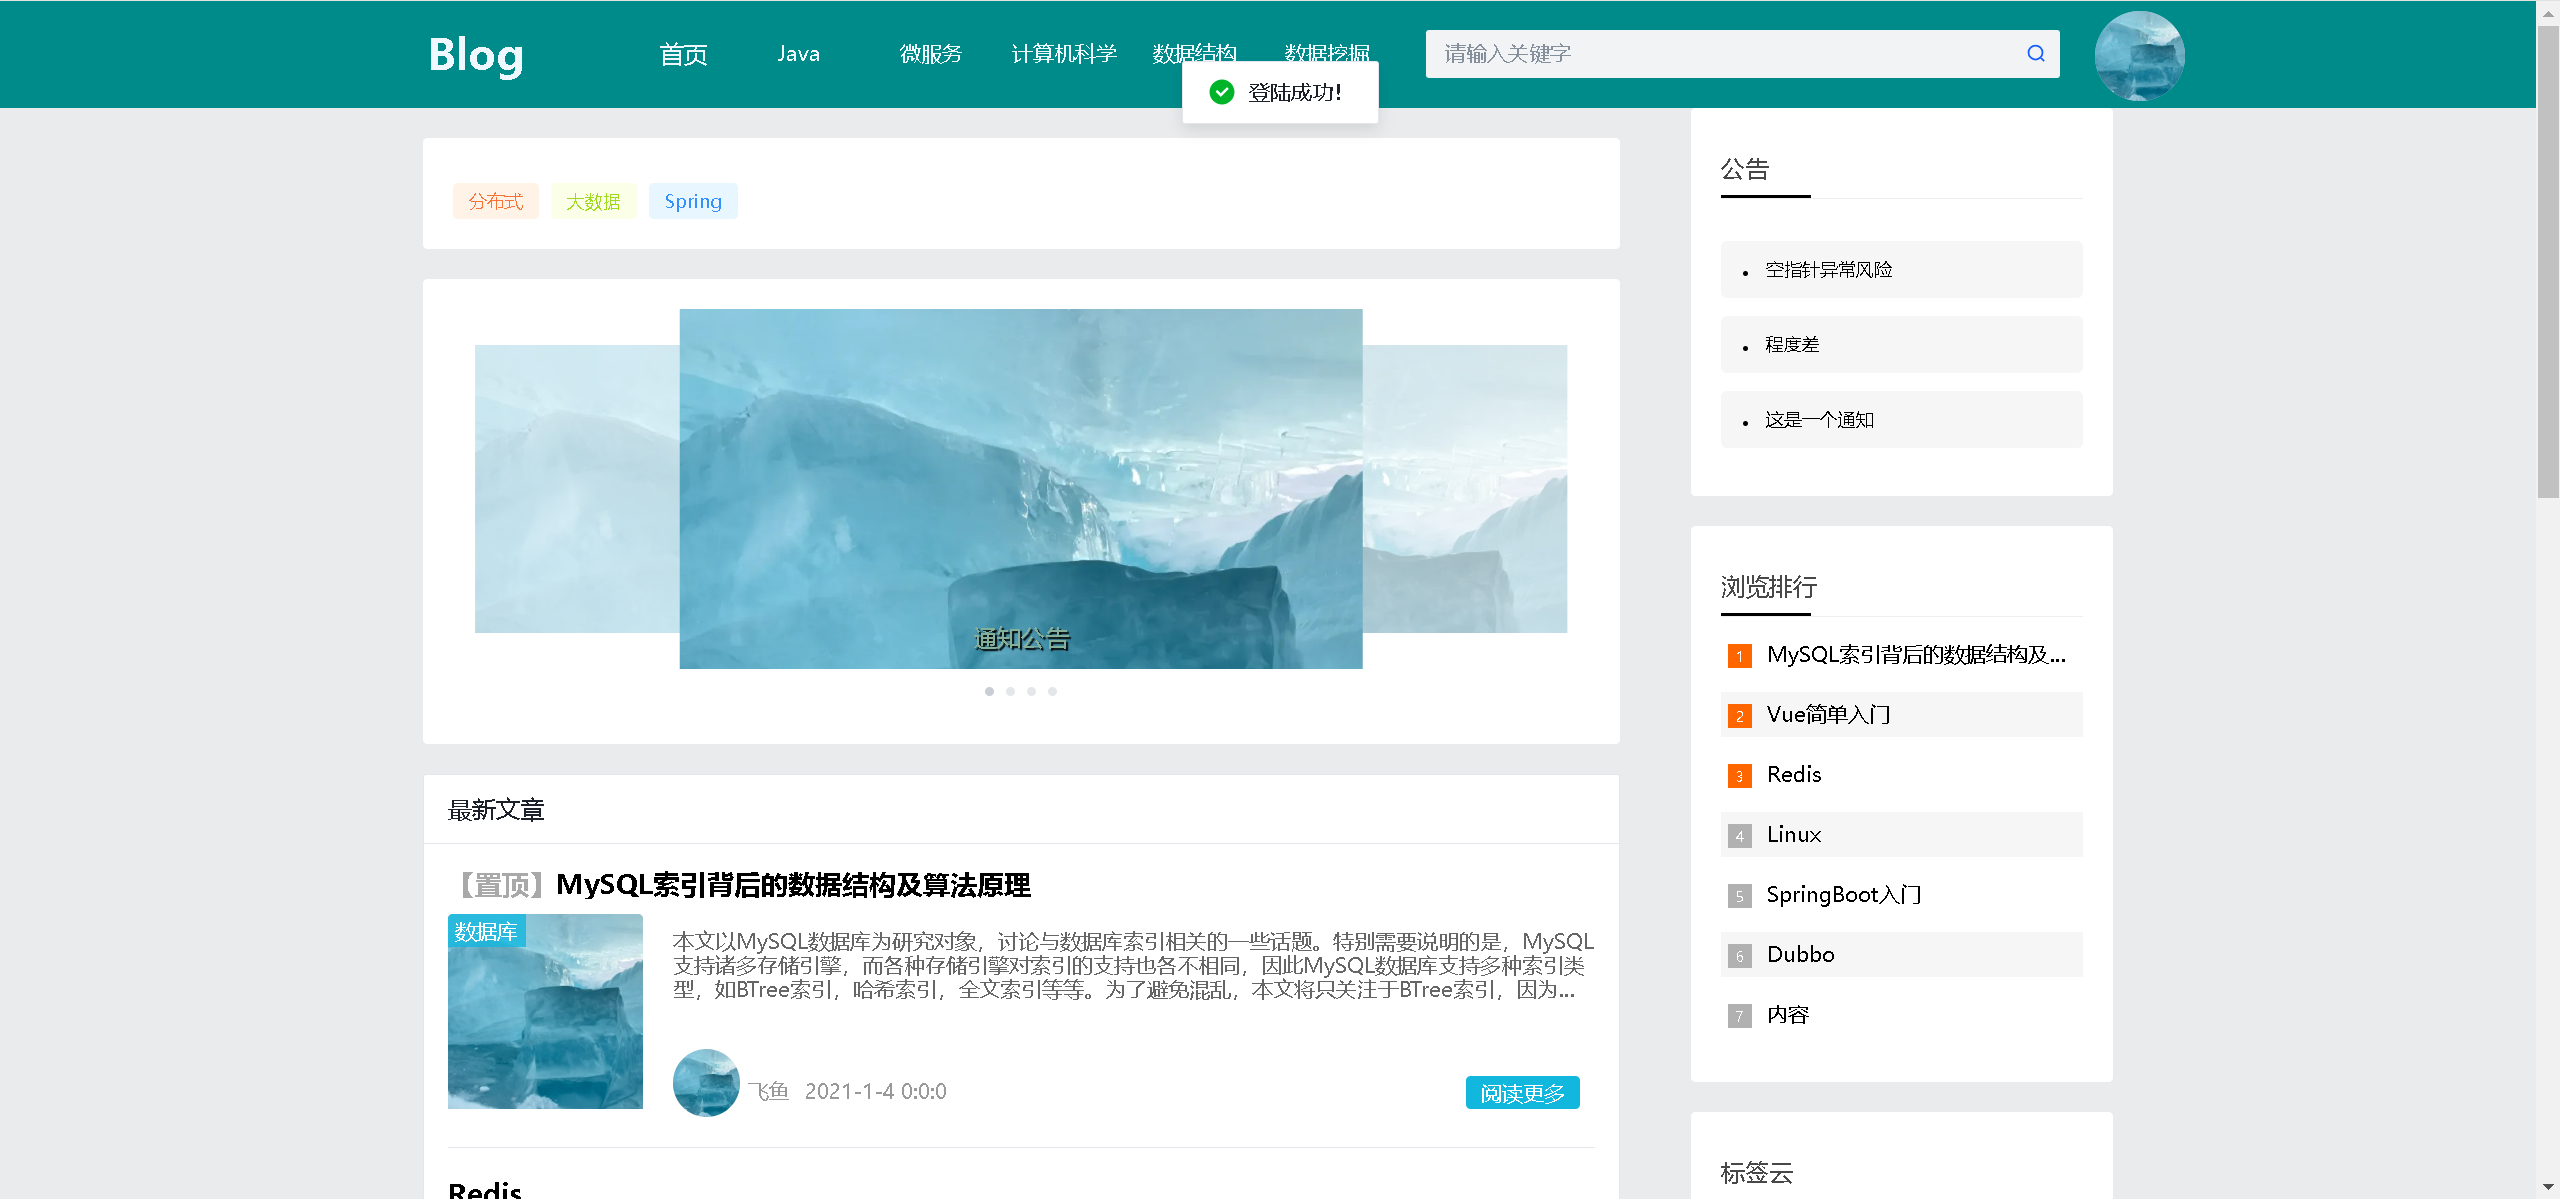 Blog
首页
Java
微服务
计算机科学
数据结构
数据挖掘
请输入关键字
登陆成功！
分布式
大数据
Spring
通知公告
最新文章
【置顶】MySQL索引背后的数据结构及算法原理
数据库
本文以MySQL数据库为研究对象，讨论与数据库索引相关的一些话题。特别需要说明的是，MySQL
支持诸多存储引擎，而各种存储引擎对索引的支持也各不相同，因此MySQL数据库支持多种索引类
型，如BTree索引，哈希索引，全文索引等等。为了避免混乱，本文将只关注于BTree索引，因为...
飞鱼 2021-1-4 0:0:0
阅读更多
Redis
公告
空指针异常风险
程度差
这是一个通知
浏览排行
1 MySQL索引背后的数据结构及...
2 Vue简单入门
3 Redis
4 Linux
5 SpringBoot入门
6 Dubbo
7 内容
标签云